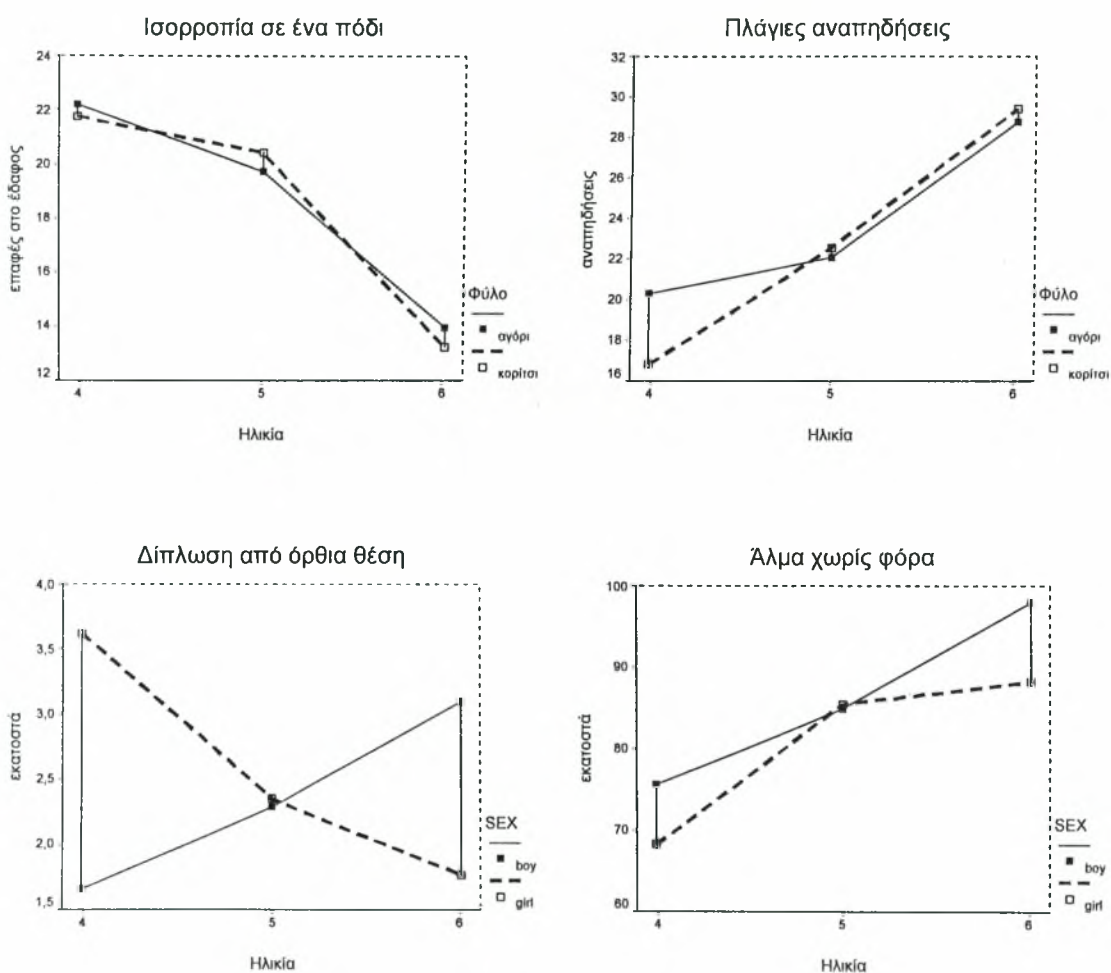 Ισορροπία σε ένα πόδι
24
22
20
18
16
14
12
επαφές στο έδαφος
4
5
6
Ηλικία
Φύλο
αγόρι
κορίτσι
Πλάγιες αναπηδήσεις
32
30
28
26
24
22
20
18
16
αναπηδήσεις
4
5
6
Ηλικία
Φύλο
αγόρι
κορίτσι
Δίπλωση από όρθια θέση
4,0
3,5
3,0
2,5
2,0
1,5
εκατοστά
4
5
6
Ηλικία
SEX
boy
girl
Άλμα χωρίς φόρα
100
90
80
70
60
εκατοστά
4
5
6
Ηλικία
SEX
boy
girl